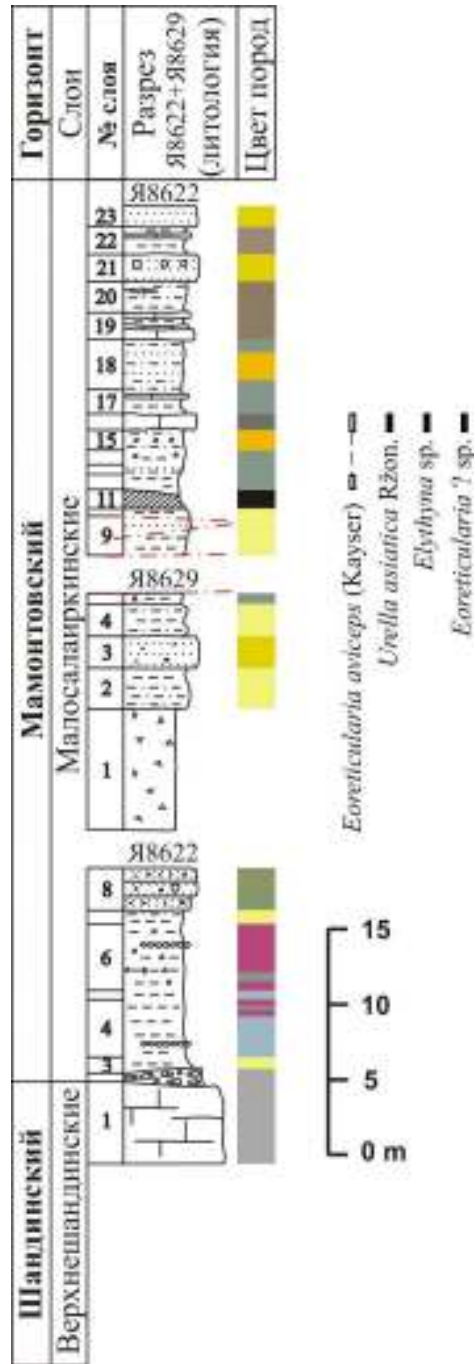 Горизонт
Слои
№ слоя
Разрез
Я8622+Я8629
(литология)
Цвет пород
Мамонтовский
Малосалаиркинские
Шандинский
Верхнешандинские
Я8622
23
22
21
20
19
18
17
15
11
9
Я8629
4
3
2
1
Я8622
8
6
4
3
1
15
10
5
0 m
Eoreticularia aviceps (Kayser)
Urella asiatica Ržon.
Elythyna sp.
Eoreticularia ? sp.